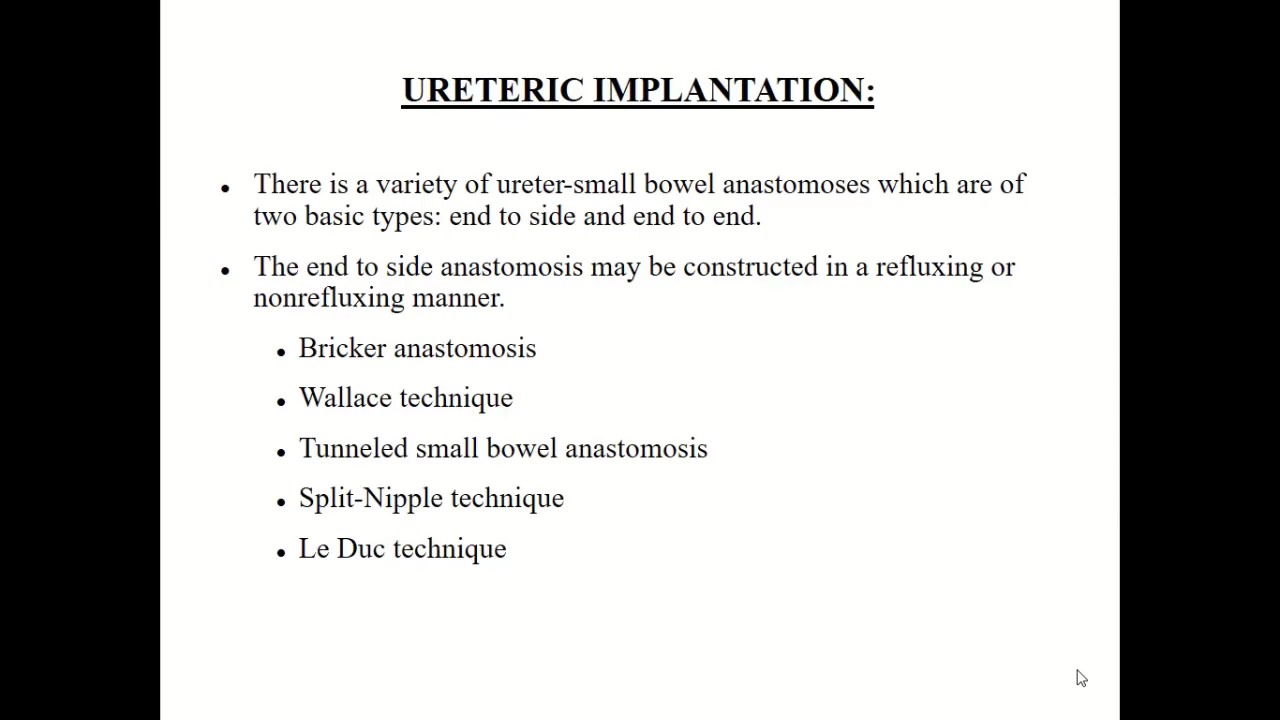 URETERIC IMPLANTATION:
• There is a variety of ureter-small bowel anastomoses which are of
two basic types: end to side and end to end.
• The end to side anastomosis may be constructed in a refluxing or
nonrefluxing manner.
• Bricker anastomosis
• Wallace technique
• Tunneled small bowel anastomosis
• Split-Nipple technique
• Le Duc technique